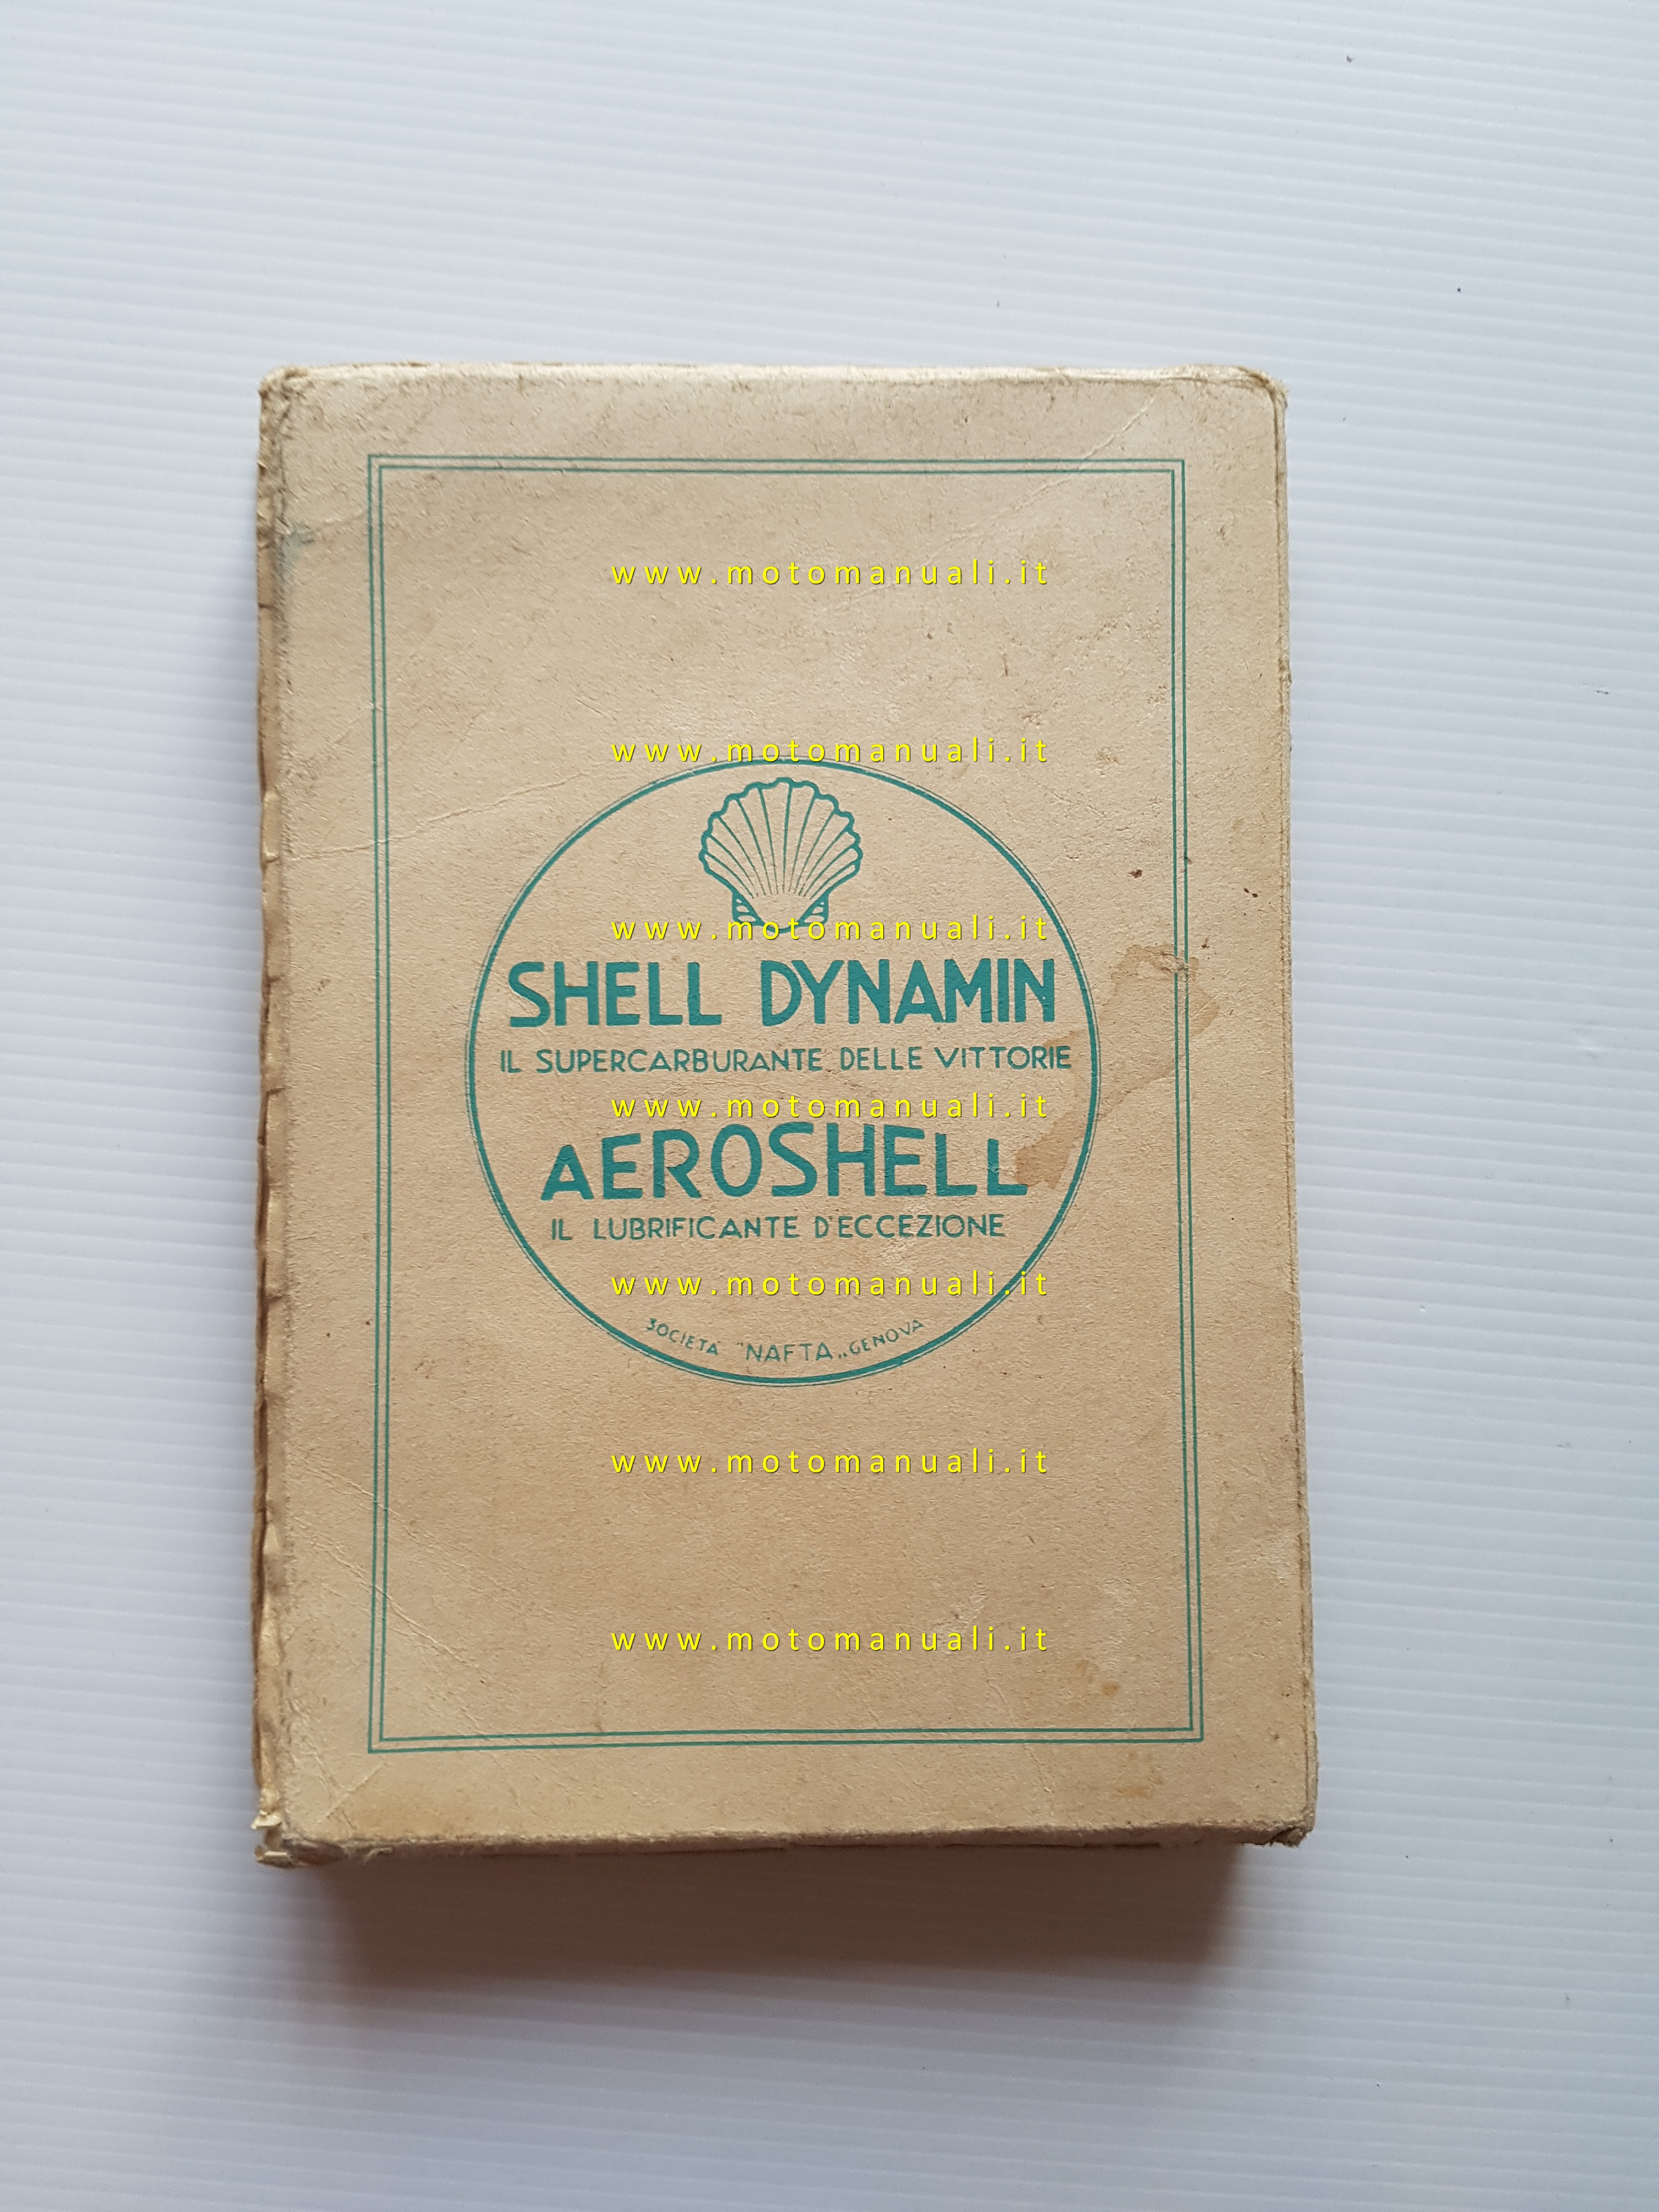 www.motomanuali.it
www.motomanuali.it
www.motomanuali.it
SHELL DYNAMIN
IL SUPERCARBURANTE DELLE VITTORIE
www.motomanuali.it
AEROSHELL
IL LUBRIFICANTE D'ECCEZIONE
www.motomanuali.it
SOCIETÀ "NAFTA„ GENOVA
www.motomanuali.it
www.motomanuali.it